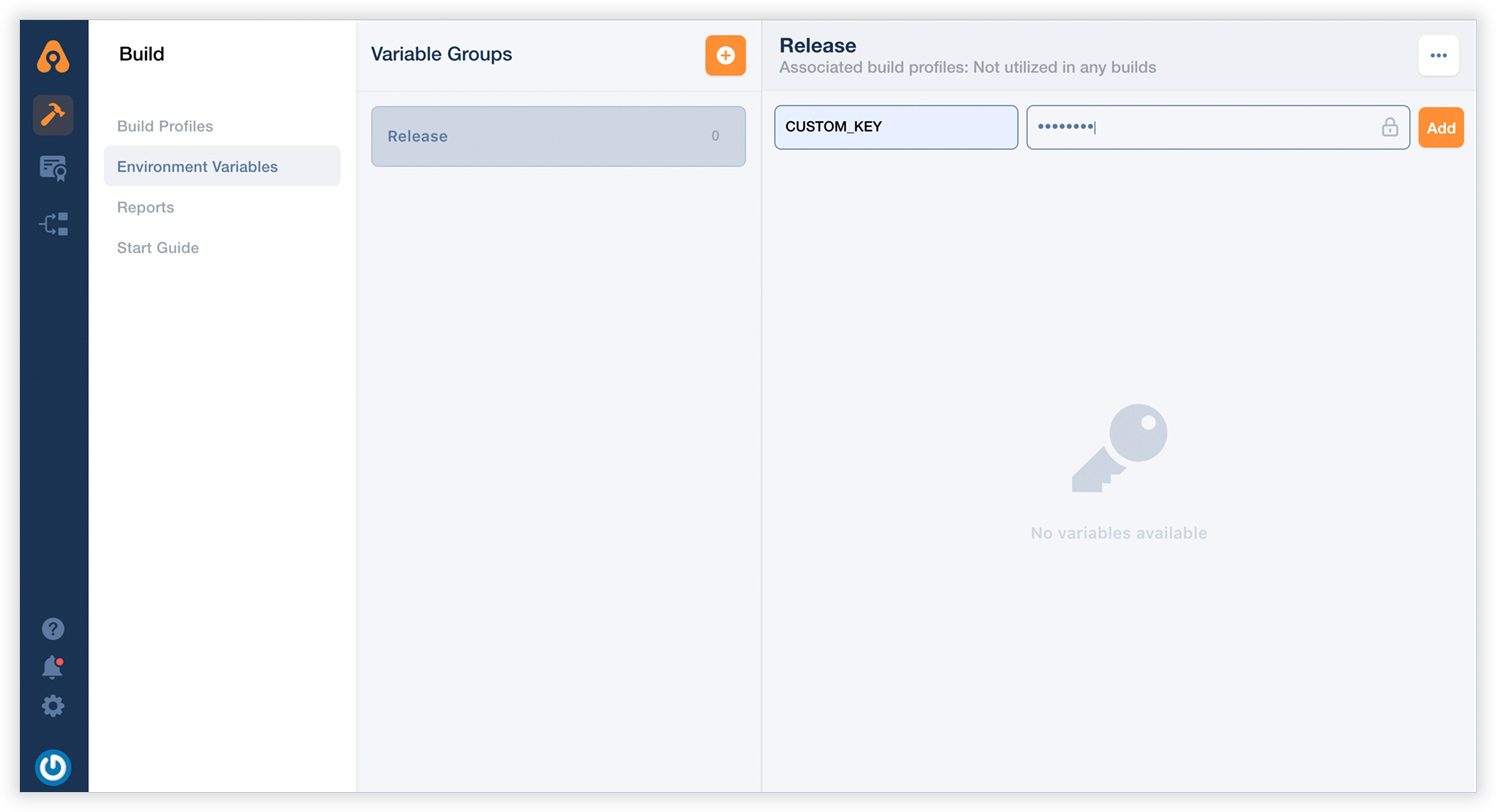 Build
Build Profiles
Environment Variables
Reports
Start Guide
Variable Groups
Release 0
Release
Associated build profiles: Not utilized in any builds
CUSTOM_KEY
••••••••
Add
No variables available
?